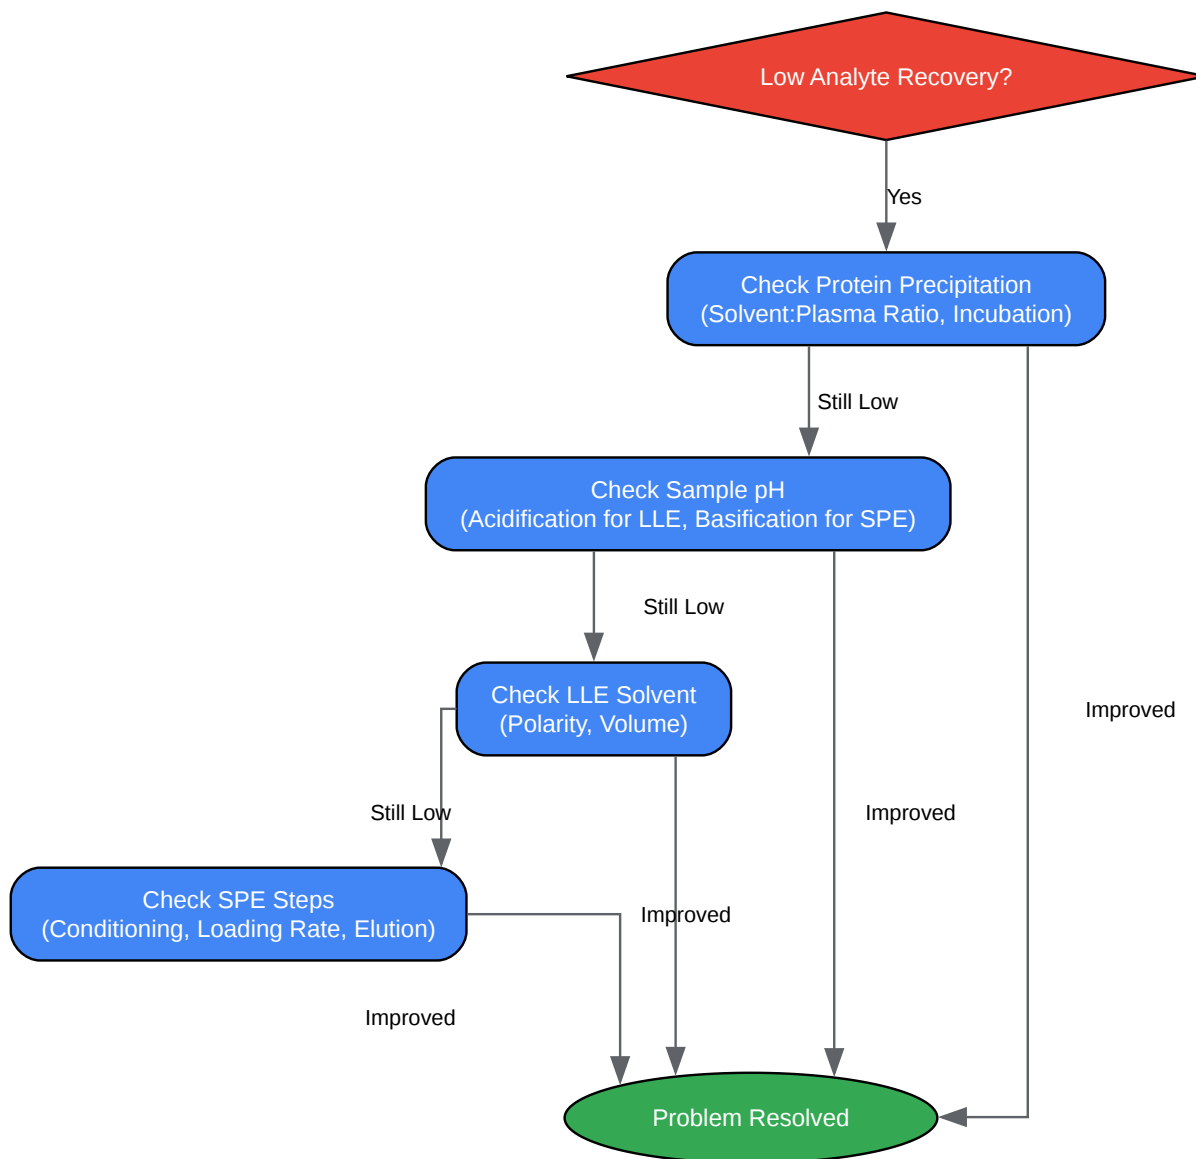 Low Analyte Recovery?
Yes
Check Protein Precipitation
(Solvent:Plasma Ratio, Incubation)
Still Low
Check Sample pH
(Acidification for LLE, Basification for SPE)
Still Low
Check LLE Solvent
(Polarity, Volume)
Improved
Still Low
Improved
Check SPE Steps
(Conditioning, Loading Rate, Elution)
Improved
Improved
Problem Resolved